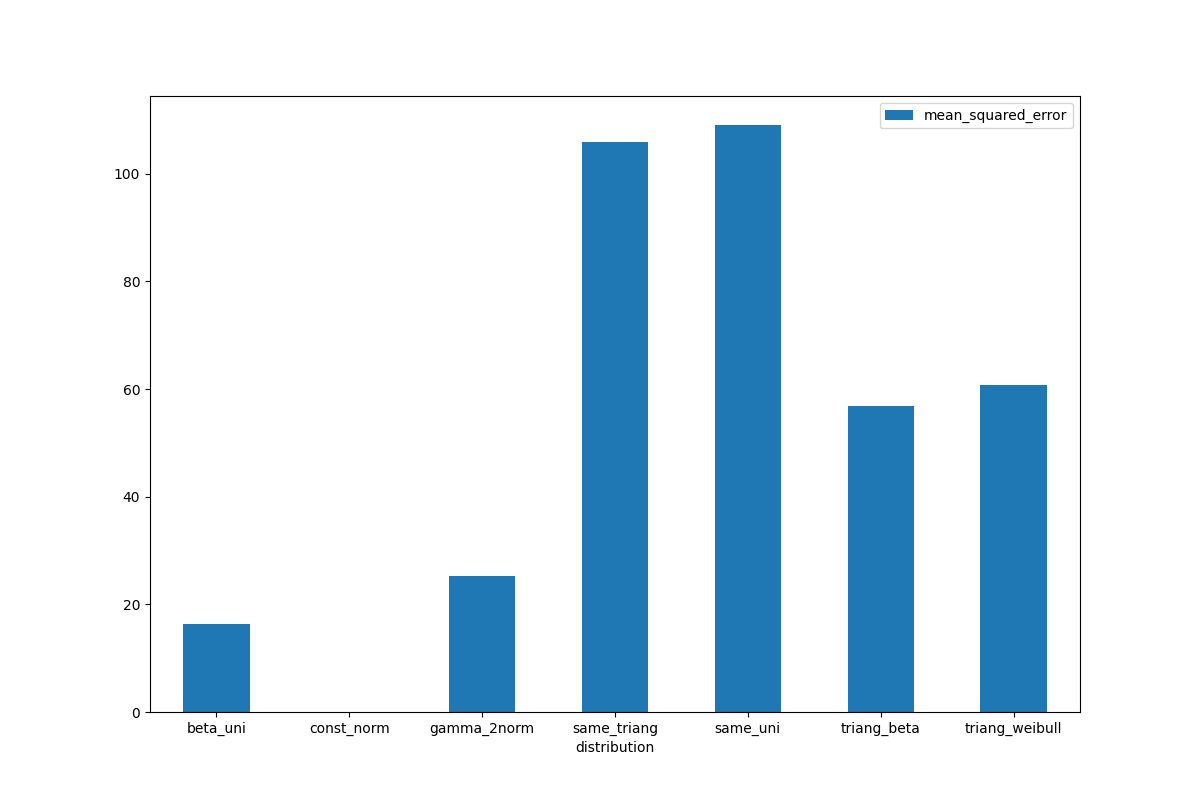 mean_squared_error
100
80
60
40
20
0
beta_uni const_norm gamma_2norm same_triang same_uni triang_beta triang_weibull
distribution